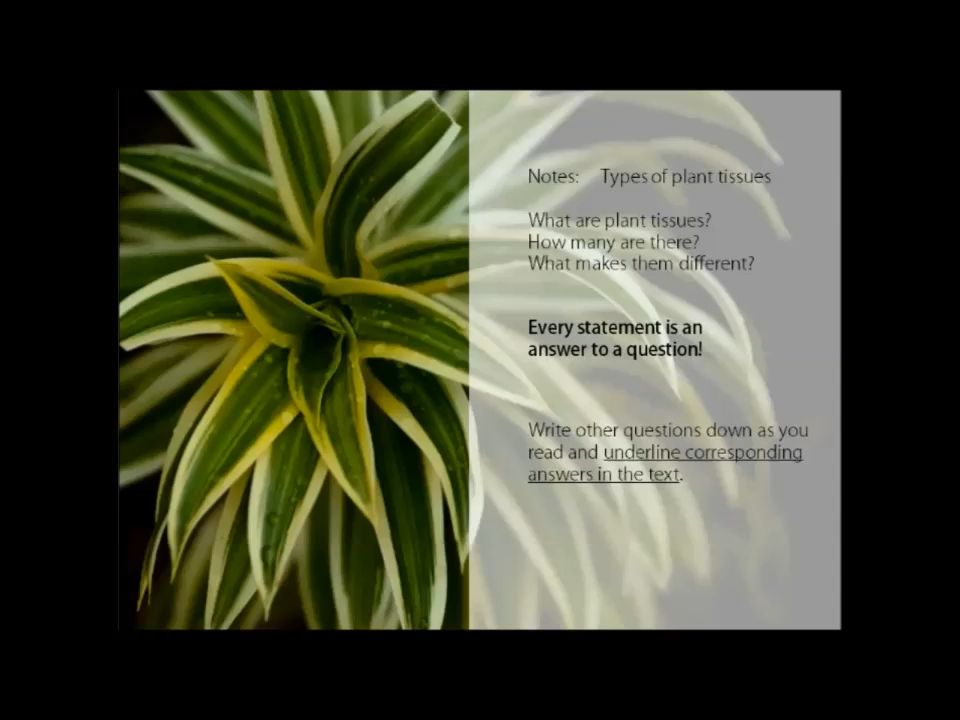 Notes: Types of plant tissues
What are plant tissues?
How many are there?
What makes them different?
Every statement is an
answer to a question!
Write other questions down as you
read and underline corresponding
answers in the text.